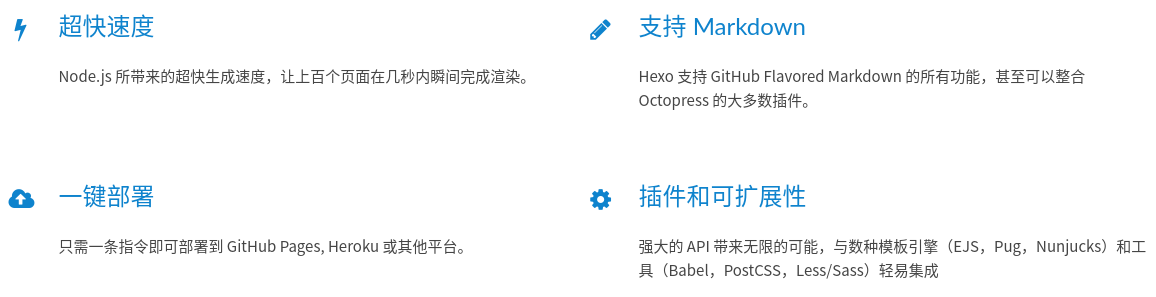 超快速度
Node.js 所带来的超快生成速度，让上百个页面在几秒内瞬间完成渲染。
支持 Markdown
Hexo 支持 GitHub Flavored Markdown 的所有功能，甚至可以整合
Octopress 的大多数插件。
一键部署
只需一条指令即可部署到 GitHub Pages, Heroku 或其他平台。
插件和可扩展性
强大的 API 带来无限的可能，与数种模板引擎（EJS，Pug，Nunjucks）和工
具（Babel，PostCSS，Less/Sass）轻易集成